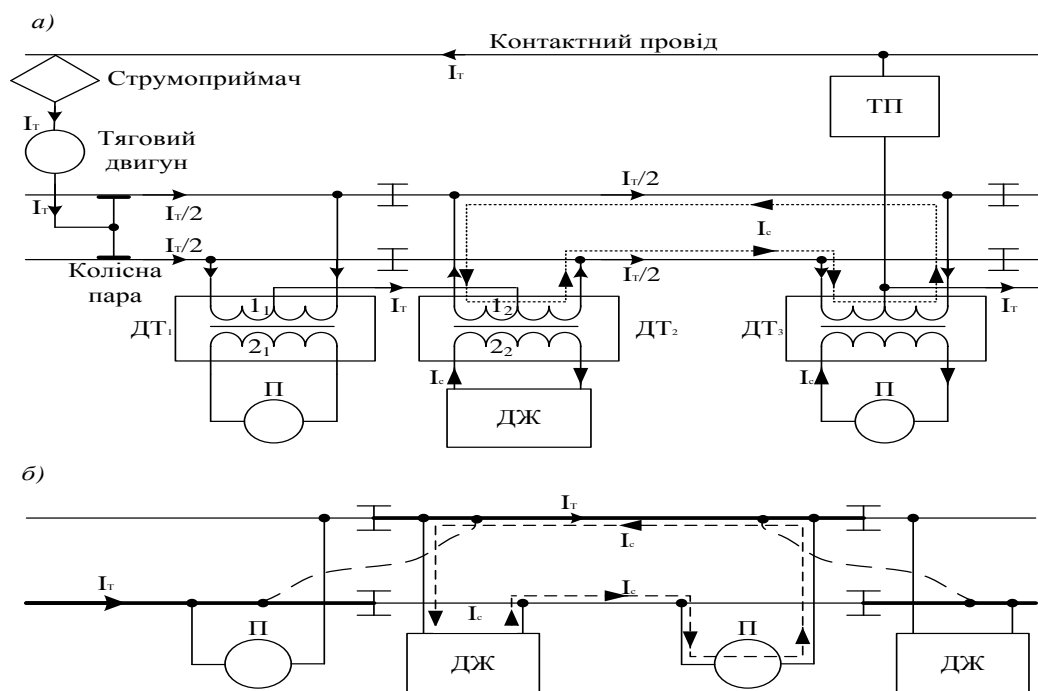 а)
Контактний провід
Iт
Струмоприймач
ТП
Iт
Тяговий
двигун
Iт/2
Iт
Iт/2
Iс
Iт/2
Iт/2
Колісна
пара
Iт
Iт
ДТ₁
1₁
2₁
1₂
2₂
ДТ₂
ДТ₃
Iс
Iс
П
ДЖ
П
б)
Iт
Iс
Iт
Iс
Iс
П
ДЖ
П
ДЖ